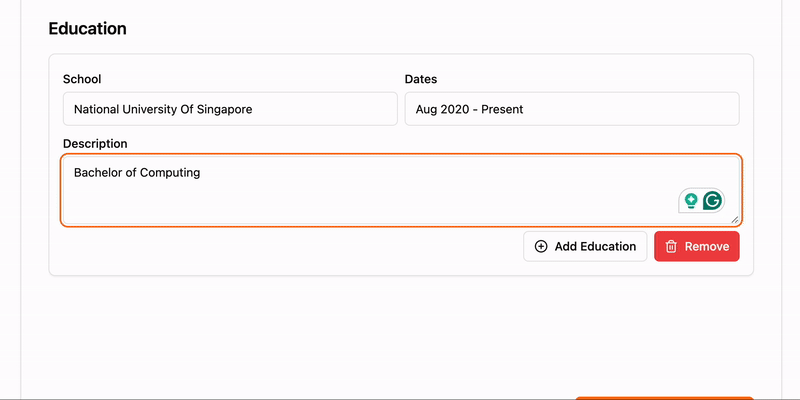 Education
School
Dates
National University Of Singapore
Aug 2020 - Present
Description
Bachelor of Computing
Add Education
Remove